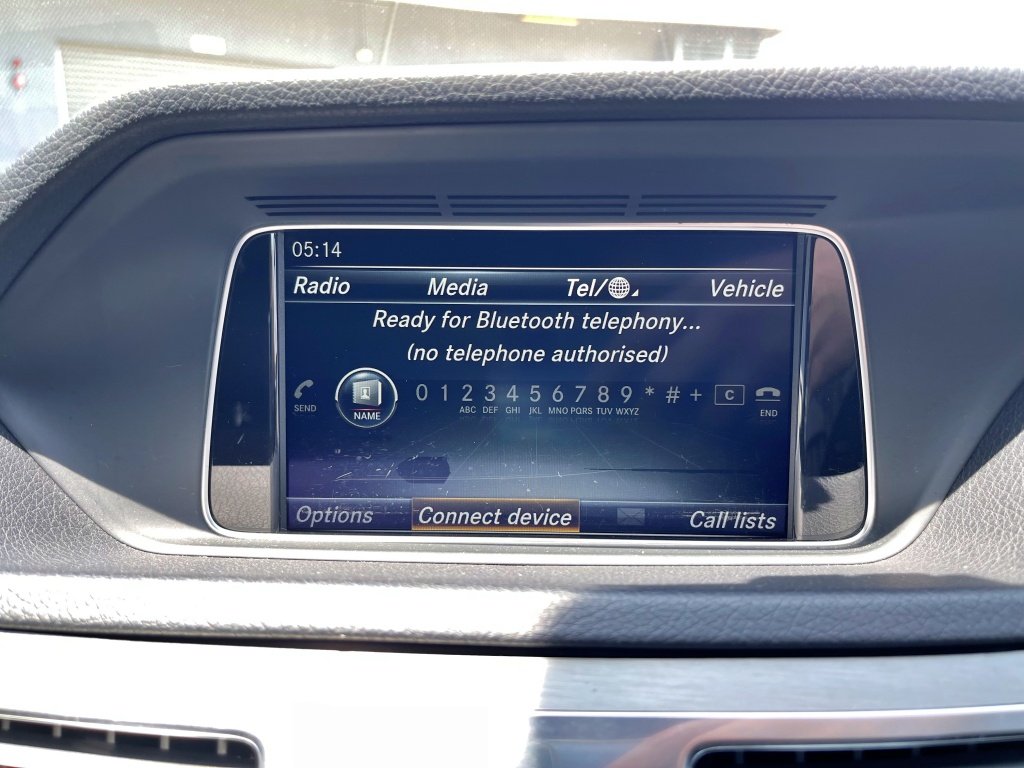 05:14
Radio Media Tel/ Vehicle
Ready for Bluetooth telephony...
(no telephone authorised)
SEND NAME 0 1 2 3 4 5 6 7 8 9 * # + C END
ABC DEF GHI JKL MNO PQRS TUV WXYZ
Options Connect device Call lists